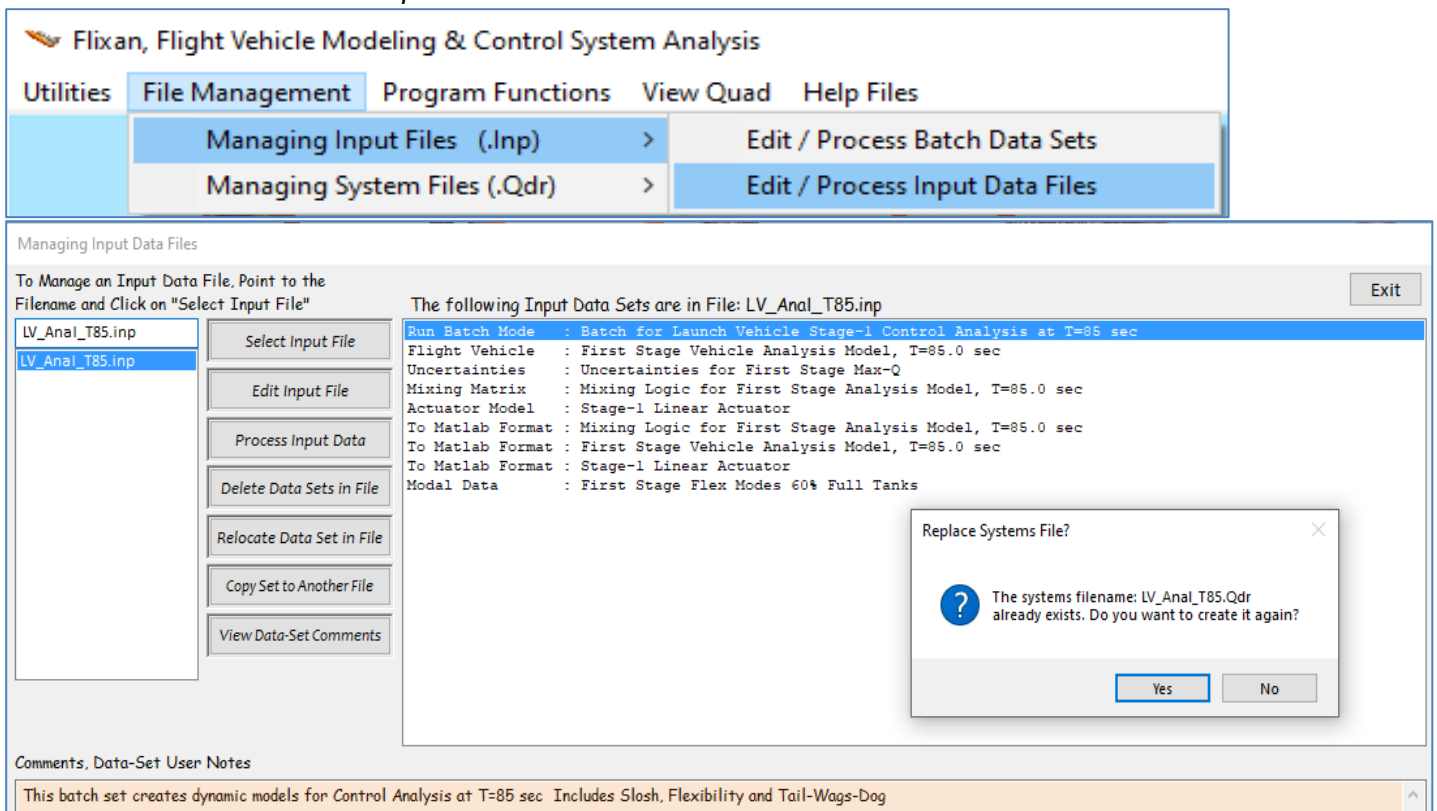 Flixan, Flight Vehicle Modeling & Control System Analysis
Utilities File Management Program Functions View Quad Help Files
Managing Input Files (.Inp) > Edit / Process Batch Data Sets
Managing System Files (.Qdr) > Edit / Process Input Data Files
Managing Input Data Files
To Manage an Input Data File, Point to the
Filename and Click on "Select Input File"
The following Input Data Sets are in File: LV_Anal_T85.inp
Exit
LV_Anal_T85.inp
LV_Anal_T85.inp
Select Input File
Edit Input File
Process Input Data
Delete Data Sets in File
Relocate Data Set in File
Copy Set to Another File
View Data-Set Comments
Run Batch Mode : Batch for Launch Vehicle Stage-1 Control Analysis at T=85 sec
Flight Vehicle : First Stage Vehicle Analysis Model, T=85.0 sec
Uncertainties : Uncertainties for First Stage Max-Q
Mixing Matrix : Mixing Logic for First Stage Analysis Model, T=85.0 sec
Actuator Model : Stage-1 Linear Actuator
To Matlab Format : Mixing Logic for First Stage Analysis Model, T=85.0 sec
To Matlab Format : First Stage Vehicle Analysis Model, T=85.0 sec
To Matlab Format : Stage-1 Linear Actuator
Modal Data : First Stage Flex Modes 60% Full Tanks
Replace Systems File?
The systems filename: LV_Anal_T85.Qdr
already exists. Do you want to create it again?
Yes No
Comments, Data-Set User Notes
This batch set creates dynamic models for Control Analysis at T=85 sec Includes Slosh, Flexibility and Tail-Wags-Dog